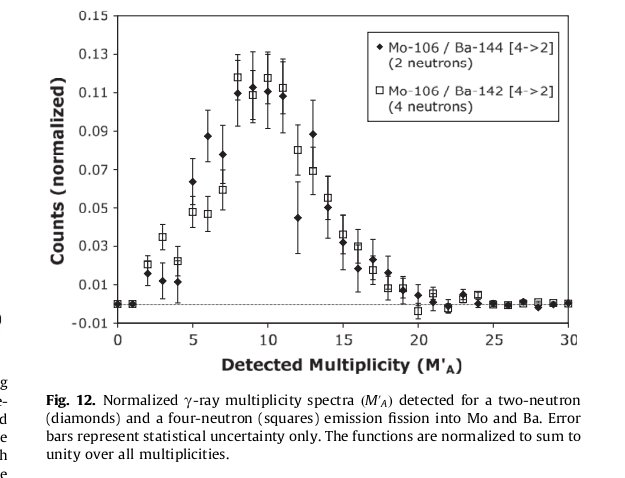 0.15
0.13
0.11
0.09
0.07
0.05
0.03
0.01
-0.01
Counts (normalized)
Mo-106 / Ba-144 [4->2]
(2 neutrons)
Mo-106 / Ba-142 [4->2]
(4 neutrons)
0 5 10 15 20 25 30
Detected Multiplicity (M'A)
)
g
e-
d
e
h
e
Fig. 12. Normalized γ-ray multiplicity spectra (M'A) detected for a two-neutron
(diamonds) and a four-neutron (squares) emission fission into Mo and Ba. Error
bars represent statistical uncertainty only. The functions are normalized to sum to
unity over all multiplicities.